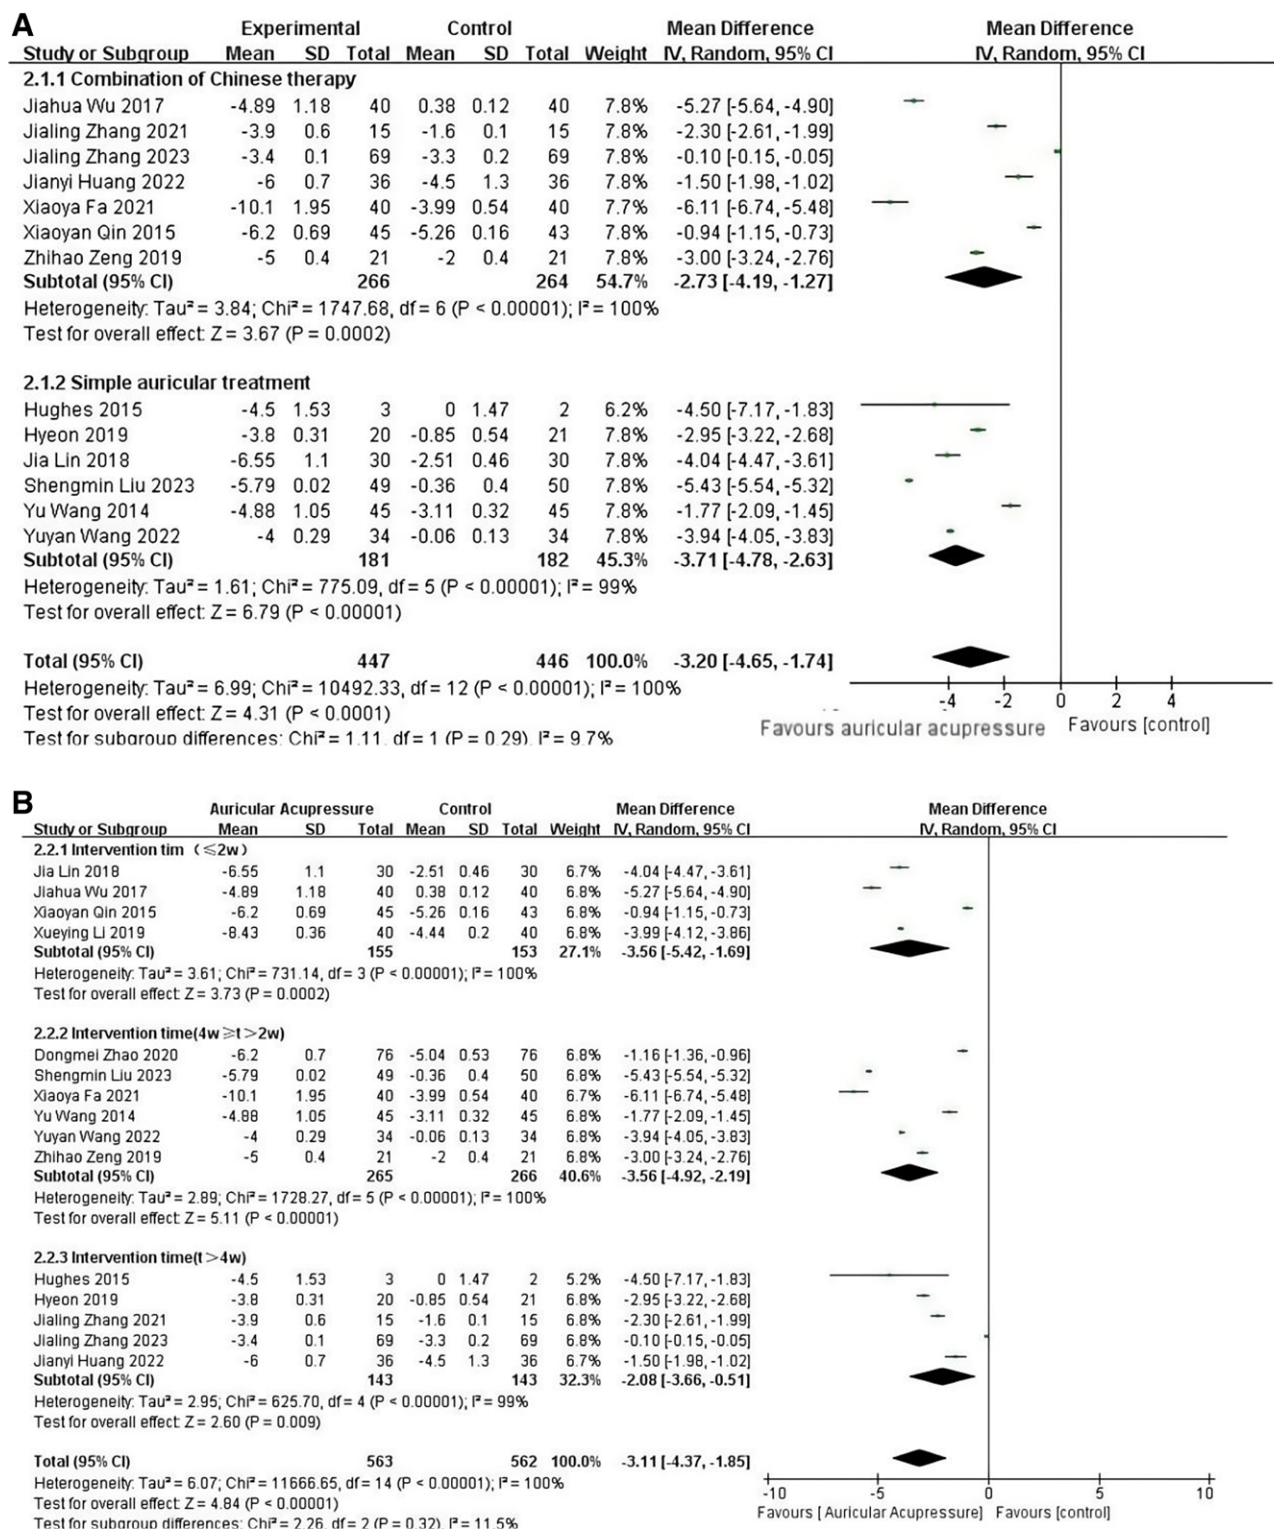 A
Experimental Control Mean Difference Mean Difference
Study or Subgroup Mean SD Total Mean SD Total Weight IV, Random, 95% CI IV, Random, 95% CI
2.1.1 Combination of Chinese therapy
Jiahua Wu 2017 -4.89 1.18 40 0.38 0.12 40 7.8% -5.27 [-5.64, -4.90]
Jialing Zhang 2021 -3.9 0.6 15 -1.6 0.1 15 7.8% -2.30 [-2.61, -1.99]
Jialing Zhang 2023 -3.4 0.1 69 -3.3 0.2 69 7.8% -0.10 [-0.15, -0.05]
Jianyi Huang 2022 -6 0.7 36 -4.5 1.3 36 7.8% -1.50 [-1.98, -1.02]
Xiaoya Fa 2021 -10.1 1.95 40 -3.99 0.54 40 7.7% -6.11 [-6.74, -5.48]
Xiaoyan Qin 2015 -6.2 0.69 45 -5.26 0.16 43 7.8% -0.94 [-1.15, -0.73]
Zhihao Zeng 2019 -5 0.4 21 -2 0.4 21 7.8% -3.00 [-3.24, -2.76]
Subtotal (95% CI) 266 264 54.7% -2.73 [-4.19, -1.27]
Heterogeneity: Tau² = 3.84; Chi² = 1747.68, df = 6 (P < 0.00001); I² = 100%
Test for overall effect: Z = 3.67 (P = 0.0002)
2.1.2 Simple auricular treatment
Hughes 2015 -4.5 1.53 3 0 1.47 2 6.2% -4.50 [-7.17, -1.83]
Hyeon 2019 -3.8 0.31 20 -0.85 0.54 21 7.8% -2.95 [-3.22, -2.68]
Jia Lin 2018 -6.55 1.1 30 -2.51 0.46 30 7.8% -4.04 [-4.47, -3.61]
Shengmin Liu 2023 -5.79 0.02 49 -0.36 0.4 50 7.8% -5.43 [-5.54, -5.32]
Yu Wang 2014 -4.88 1.05 45 -3.11 0.32 45 7.8% -1.77 [-2.09, -1.45]
Yuyan Wang 2022 -4 0.29 34 -0.06 0.13 34 7.8% -3.94 [-4.05, -3.83]
Subtotal (95% CI) 181 182 45.3% -3.71 [-4.78, -2.63]
Heterogeneity: Tau² = 1.61; Chi² = 775.09, df = 5 (P < 0.00001); I² = 99%
Test for overall effect: Z = 6.79 (P < 0.00001)
Total (95% CI) 447 446 100.0% -3.20 [-4.65, -1.74]
Heterogeneity: Tau² = 6.99; Chi² = 10492.33, df = 12 (P < 0.00001); I² = 100%
Test for overall effect: Z = 4.31 (P < 0.0001)
Test for subgroup differences: Chi² = 1.11, df = 1 (P = 0.29), I² = 9.7%
-4 -2 0 2 4
Favours auricular acupressure Favours [control]
B
Auricular Acupressure Control Mean Difference Mean Difference
Study or Subgroup Mean SD Total Mean SD Total Weight IV, Random, 95% CI IV, Random, 95% CI
2.2.1 Intervention tim （≤2w）
Jia Lin 2018 -6.55 1.1 30 -2.51 0.46 30 6.7% -4.04 [-4.47, -3.61]
Jiahua Wu 2017 -4.89 1.18 40 0.38 0.12 40 6.8% -5.27 [-5.64, -4.90]
Xiaoyan Qin 2015 -6.2 0.69 45 -5.26 0.16 43 6.8% -0.94 [-1.15, -0.73]
Xueying Li 2019 -8.43 0.36 40 -4.44 0.2 40 6.8% -3.99 [-4.12, -3.86]
Subtotal (95% CI) 155 153 27.1% -3.56 [-5.42, -1.69]
Heterogeneity: Tau² = 3.61; Chi² = 731.14, df = 3 (P < 0.00001); I² = 100%
Test for overall effect: Z = 3.73 (P = 0.0002)
2.2.2 Intervention time(4w≥t>2w)
Dongmei Zhao 2020 -6.2 0.7 76 -5.04 0.53 76 6.8% -1.16 [-1.36, -0.96]
Shengmin Liu 2023 -5.79 0.02 49 -0.36 0.4 50 6.8% -5.43 [-5.54, -5.32]
Xiaoya Fa 2021 -10.1 1.95 40 -3.99 0.54 40 6.7% -6.11 [-6.74, -5.48]
Yu Wang 2014 -4.88 1.05 45 -3.11 0.32 45 6.8% -1.77 [-2.09, -1.45]
Yuyan Wang 2022 -4 0.29 34 -0.06 0.13 34 6.8% -3.94 [-4.05, -3.83]
Zhihao Zeng 2019 -5 0.4 21 -2 0.4 21 6.8% -3.00 [-3.24, -2.76]
Subtotal (95% CI) 265 266 40.6% -3.56 [-4.92, -2.19]
Heterogeneity: Tau² = 2.89; Chi² = 1728.27, df = 5 (P < 0.00001); I² = 100%
Test for overall effect: Z = 5.11 (P < 0.00001)
2.2.3 Intervention time(t>4w)
Hughes 2015 -4.5 1.53 3 0 1.47 2 5.2% -4.50 [-7.17, -1.83]
Hyeon 2019 -3.8 0.31 20 -0.85 0.54 21 6.8% -2.95 [-3.22, -2.68]
Jialing Zhang 2021 -3.9 0.6 15 -1.6 0.1 15 6.8% -2.30 [-2.61, -1.99]
Jialing Zhang 2023 -3.4 0.1 69 -3.3 0.2 69 6.8% -0.10 [-0.15, -0.05]
Jianyi Huang 2022 -6 0.7 36 -4.5 1.3 36 6.7% -1.50 [-1.98, -1.02]
Subtotal (95% CI) 143 143 32.3% -2.08 [-3.66, -0.51]
Heterogeneity: Tau² = 2.95; Chi² = 625.70, df = 4 (P < 0.00001); I² = 99%
Test for overall effect: Z = 2.60 (P = 0.009)
Total (95% CI) 563 562 100.0% -3.11 [-4.37, -1.85]
Heterogeneity: Tau² = 6.07; Chi² = 11666.65, df = 14 (P < 0.00001); I² = 100%
Test for overall effect: Z = 4.84 (P < 0.00001)
Test for subgroup differences: Chi² = 2.26, df = 2 (P = 0.32), I² = 11.5%
-10 -5 0 5 10
Favours [ Auricular Acupressure] Favours [control]